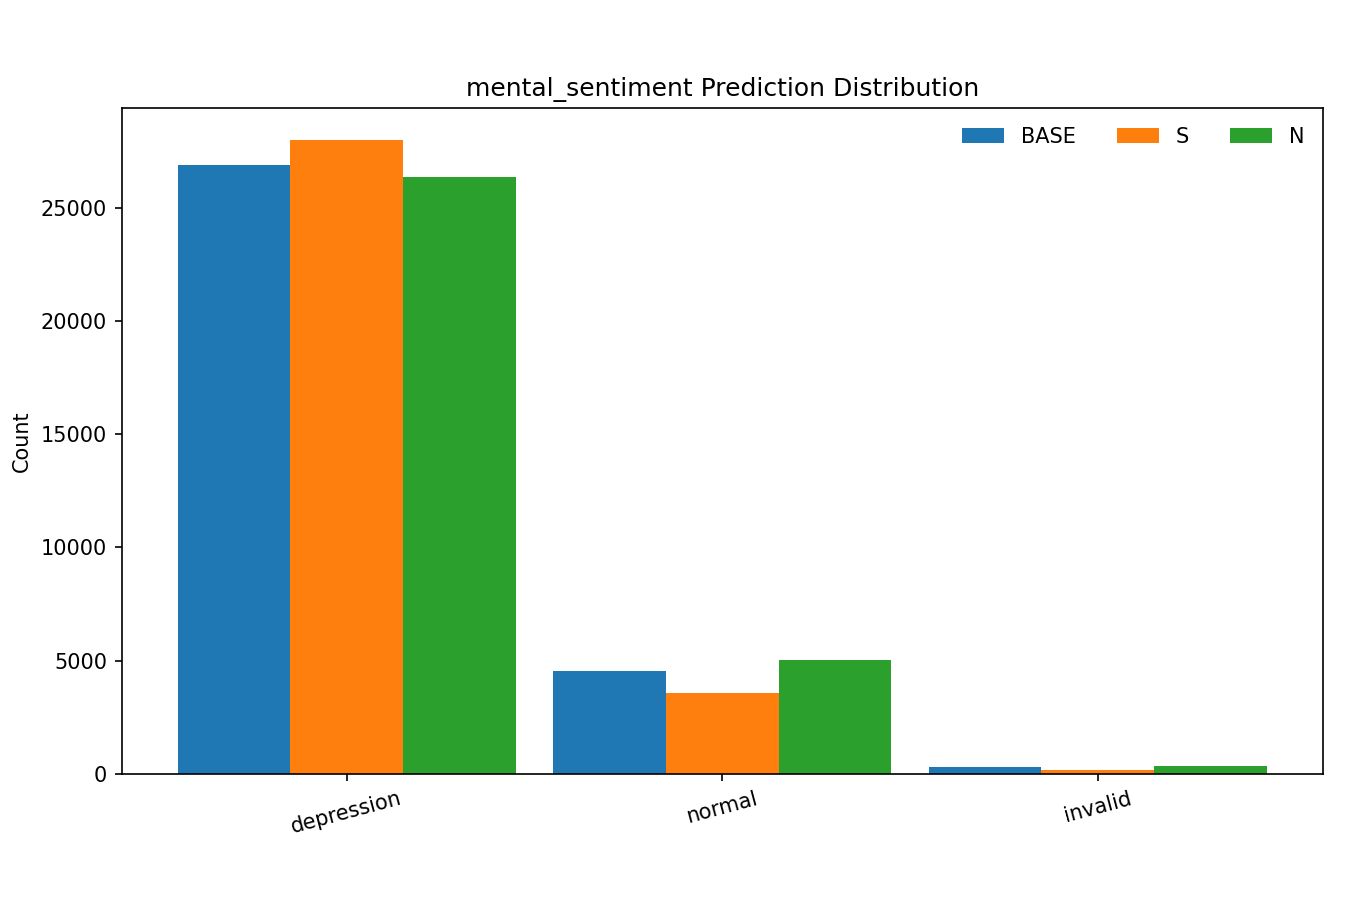 mental_sentiment Prediction Distribution
BASE S N
Count
25000
20000
15000
10000
5000
0
depression normal invalid